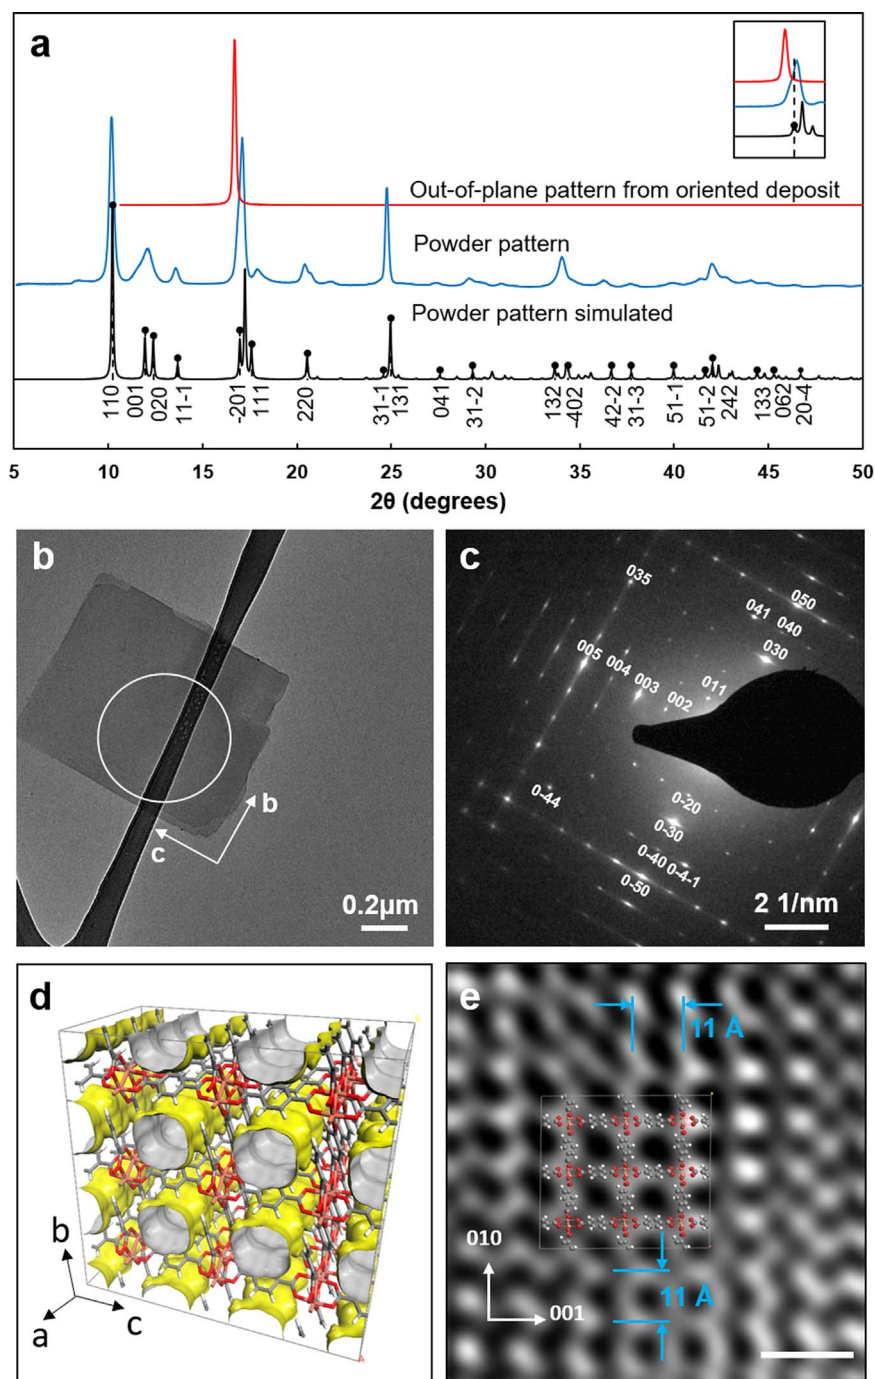 a
Out-of-plane pattern from oriented deposit
Powder pattern
Powder pattern simulated
110 001 020 11-1 -201 111 220 31-1 131 041 31-2 132 -402 42-2 31-3 51-1 51-2 242 133 062 20-4
5 10 15 20 25 30 35 40 45 50
2θ (degrees)
b
b
c
0.2µm
c
035
050
041 040
030
005 004 003 002 011
0-44
0-20
0-30
0-40 0-4-1
0-50
2 1/nm
d
b
a
c
e
11 Å
010
001
11 Å